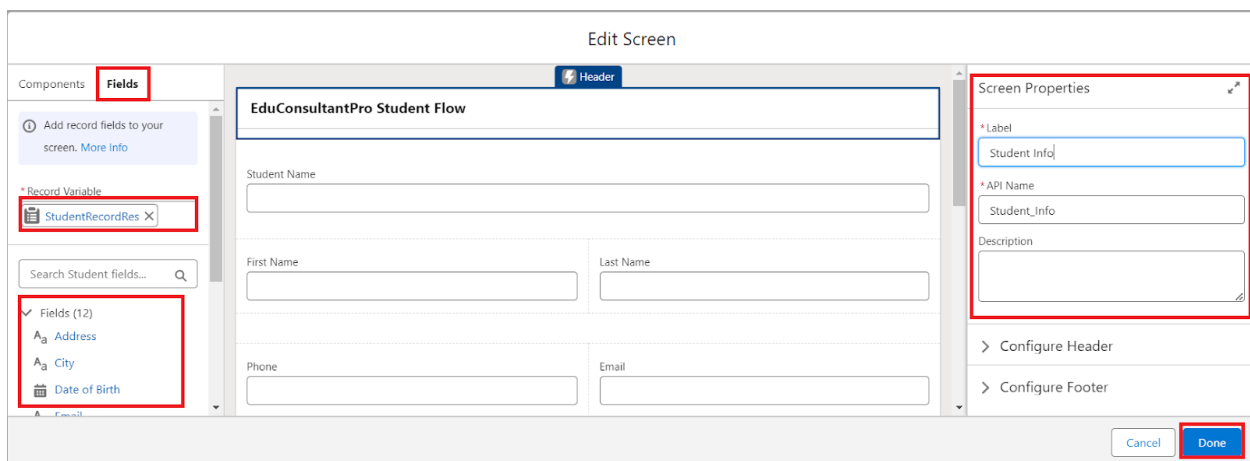 Edit Screen
Components
Fields
Add record fields to your
screen. More Info
* Record Variable
StudentRecordRes
Search Student fields...
Fields (12)
Aa Address
Aa City
Date of Birth
Header
EduConsultantPro Student Flow
Student Name
First Name
Last Name
Phone
Email
Screen Properties
* Label
Student Info
* API Name
Student_Info
Description
Configure Header
Configure Footer
Cancel
Done